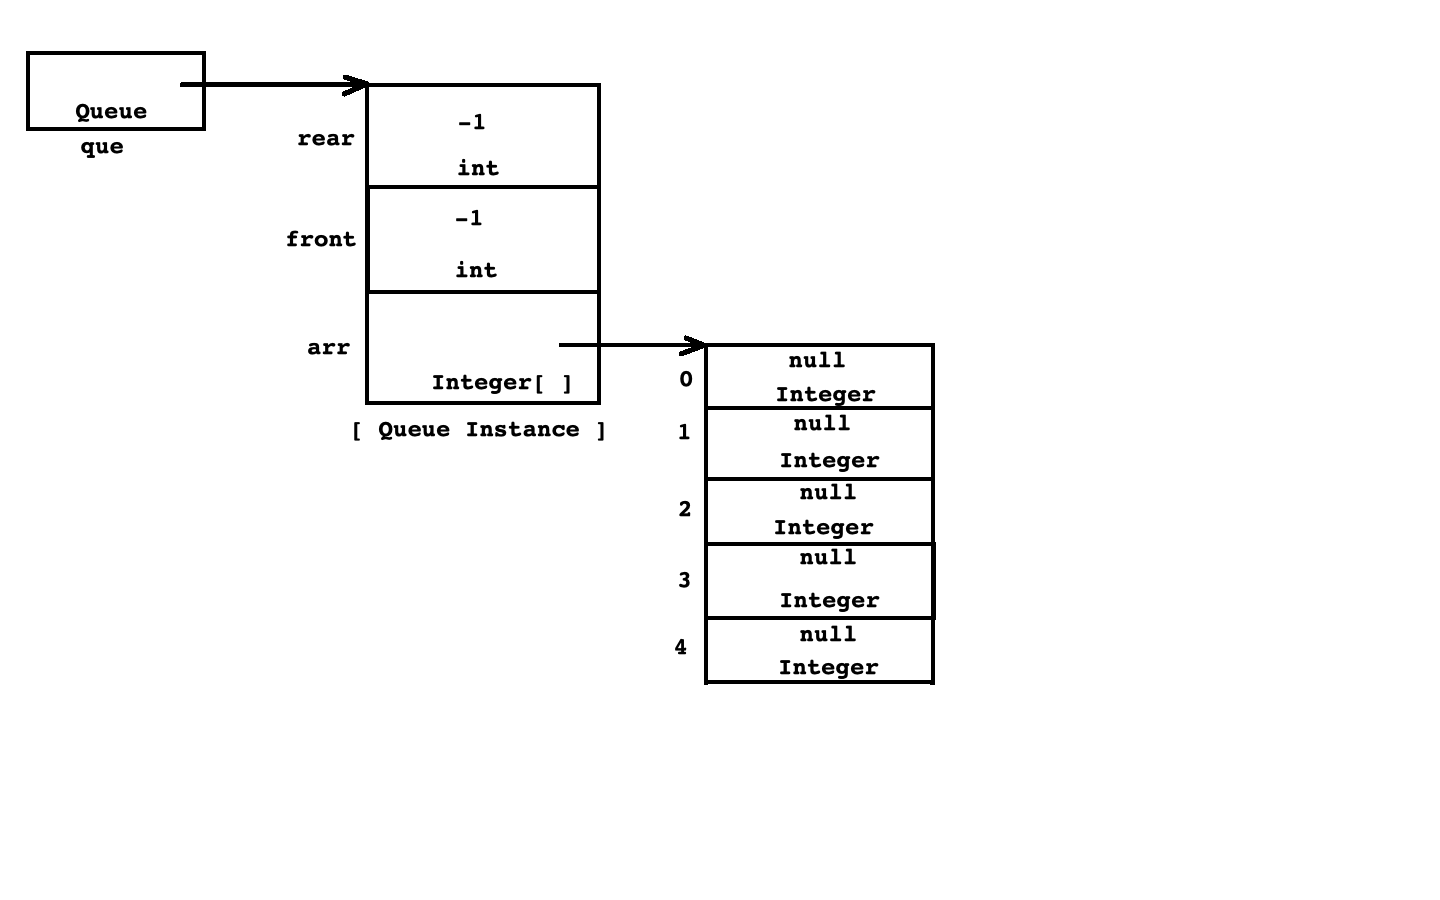 Queue
que
rear
-1
int
front
-1
int
arr
Integer[ ]
[ Queue Instance ]
0
null
Integer
1
null
Integer
2
null
Integer
3
null
Integer
4
null
Integer